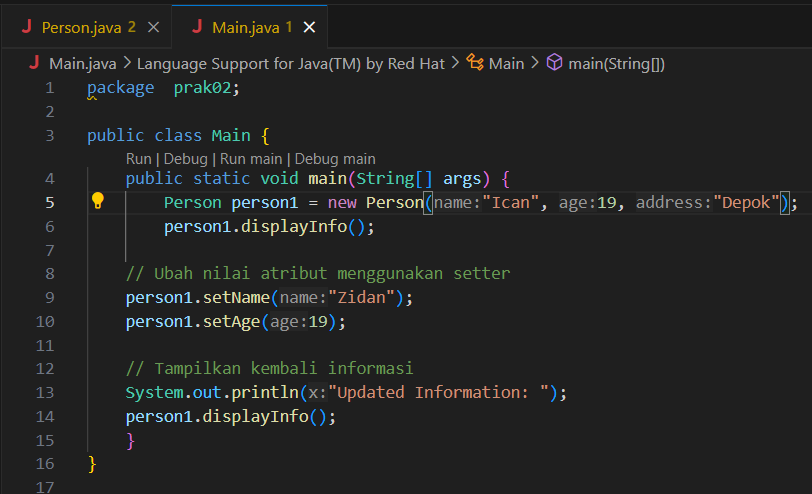 J Person.java 2 × J Main.java 1 ×
J Main.java > Language Support for Java(TM) by Red Hat > Main > main(String[])
1 package  prak02;
2
3 public class Main {
Run | Debug | Run main | Debug main
4 public static void main(String[] args) {
5 Person person1 = new Person(name:"Ican", age:19, address:"Depok");
6 person1.displayInfo();
7
8 // Ubah nilai atribut menggunakan setter
9 person1.setName(name:"Zidan");
10 person1.setAge(age:19);
11
12 // Tampilkan kembali informasi
13 System.out.println(x:"Updated Information: ");
14 person1.displayInfo();
15 }
16 }
17